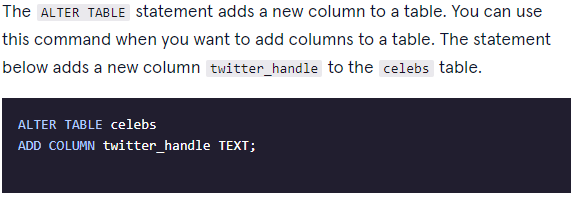 The ALTER TABLE statement adds a new column to a table. You can use
this command when you want to add columns to a table. The statement
below adds a new column twitter_handle to the celebs table.
ALTER TABLE celebs
ADD COLUMN twitter_handle TEXT;